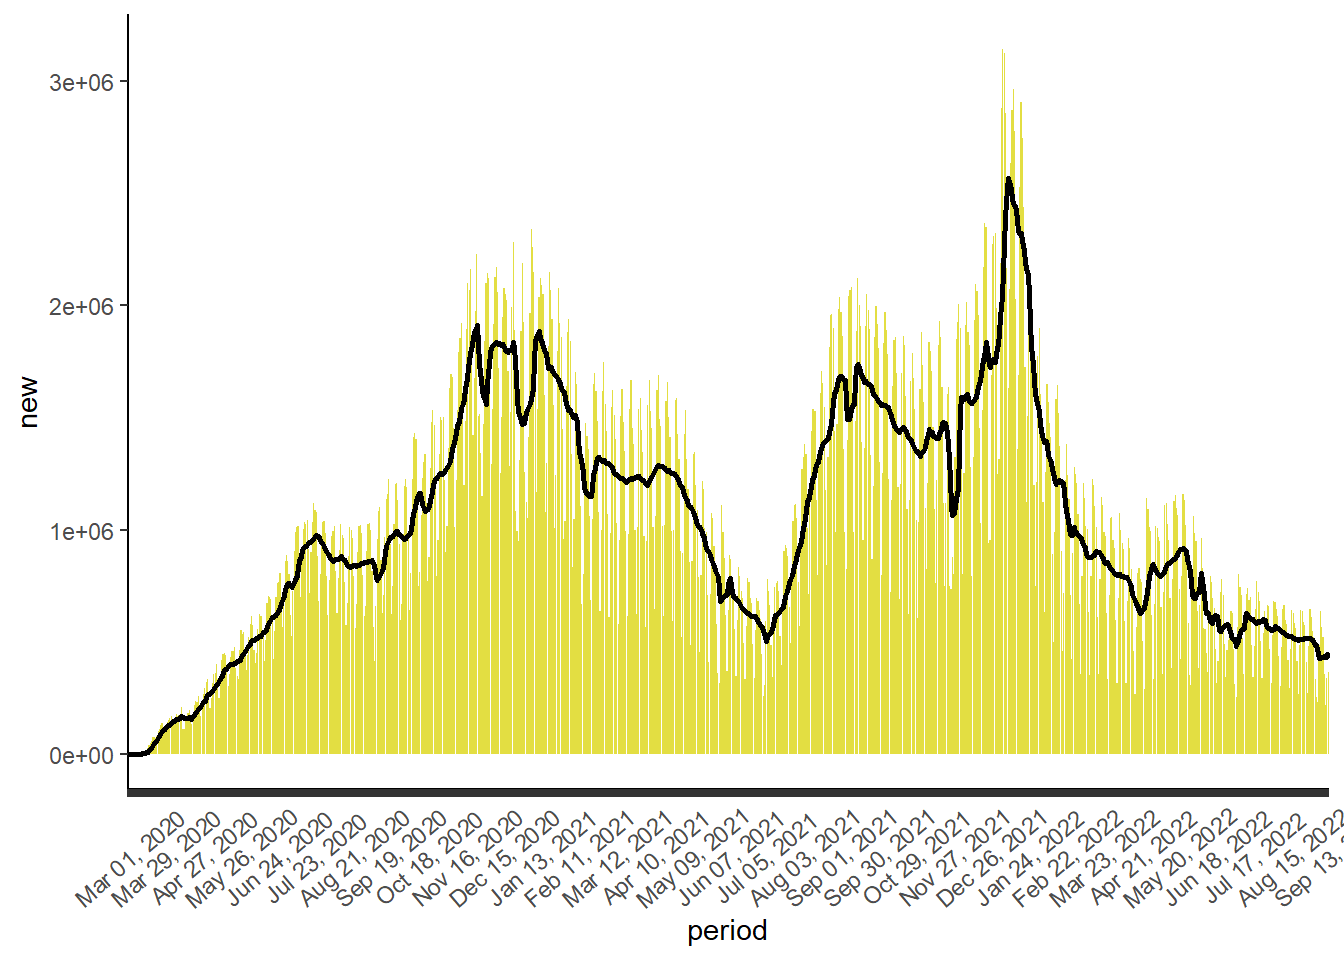 3e+06
2e+06
1e+06
0e+00
new
Mar 01, 2020
Mar 29, 2020
Apr 27, 2020
May 26, 2020
Jun 24, 2020
Jul 23, 2020
Aug 21, 2020
Sep 19, 2020
Oct 18, 2020
Nov 16, 2020
Dec 15, 2020
Jan 13, 2021
Feb 11, 2021
Mar 12, 2021
Apr 10, 2021
May 09, 2021
Jun 07, 2021
Jul 05, 2021
Aug 03, 2021
Sep 01, 2021
Sep 30, 2021
Oct 29, 2021
Nov 27, 2021
Dec 26, 2021
Jan 24, 2022
Feb 22, 2022
Mar 23, 2022
Apr 21, 2022
May 20, 2022
Jun 18, 2022
Jul 17, 2022
Aug 15, 2022
Sep 13,
period